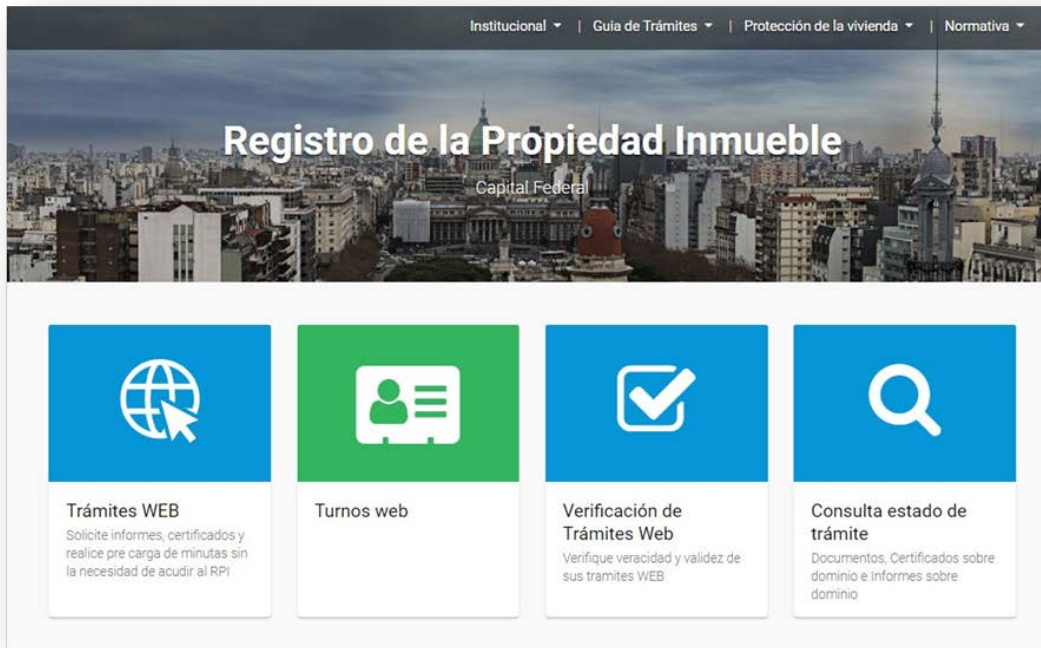 Institucional | Guia de Trámites | Protección de la vivienda | Normativa
Registro de la Propiedad Inmueble
Capital Federal
Trámites WEB
Solicite informes, certificados y
realice pre carga de minutas sin
la necesidad de acudir al RPI
Turnos web
Verificación de
Trámites Web
Verifique veracidad y validez de
sus tramites WEB
Consulta estado de
trámite
Documentos, Certificados sobre
dominio e Informes sobre
dominio